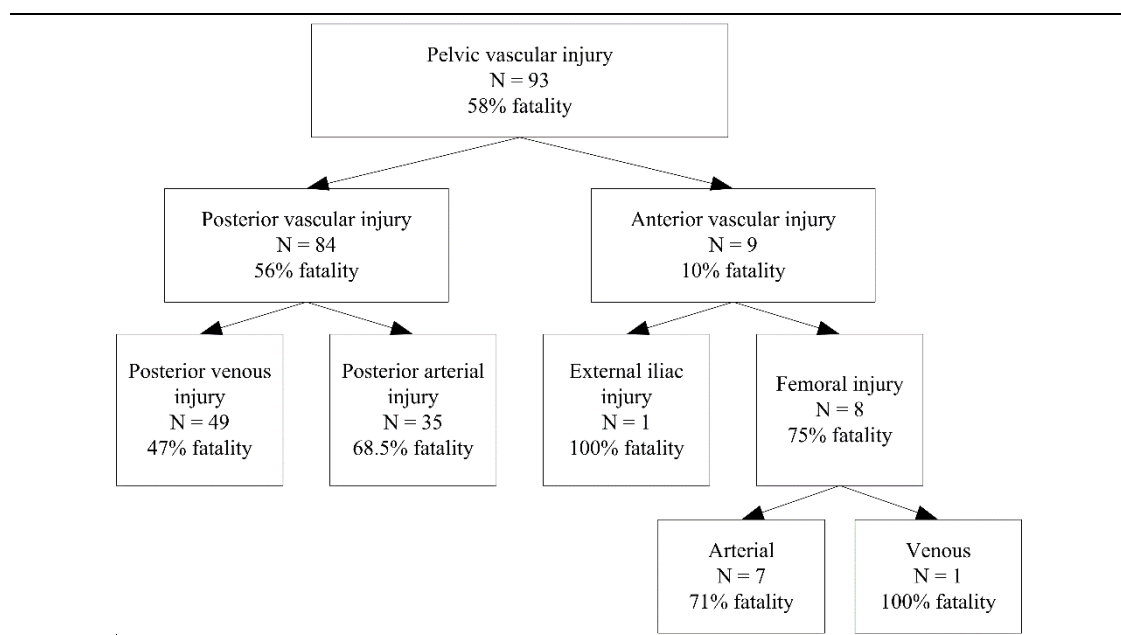 Pelvic vascular injury
N = 93
58% fatality
Posterior vascular injury
N = 84
56% fatality
Anterior vascular injury
N = 9
10% fatality
Posterior venous
injury
N = 49
47% fatality
Posterior arterial
injury
N = 35
68.5% fatality
External iliac
injury
N = 1
100% fatality
Femoral injury
N = 8
75% fatality
Arterial
N = 7
71% fatality
Venous
N = 1
100% fatality